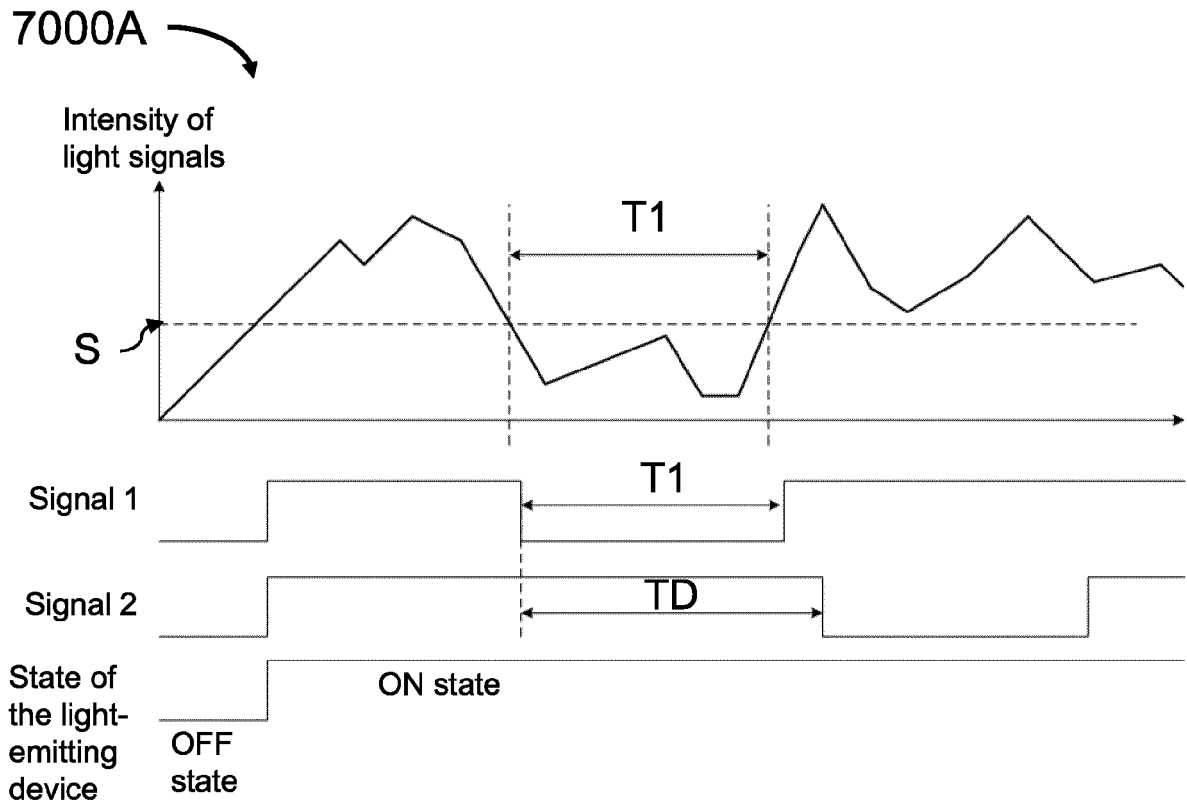 7000A
Intensity of
light signals
T1
S
T1
Signal 1
Signal 2
TD
State of
the light-
emitting
device
ON state
OFF
state